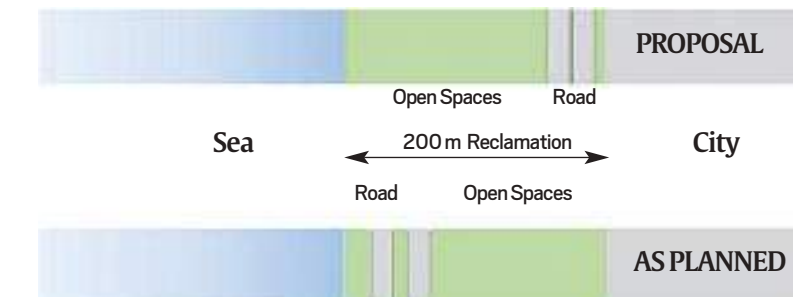 PROPOSAL
Open Spaces Road
Sea 200 m Reclamation City
Road Open Spaces
AS PLANNED